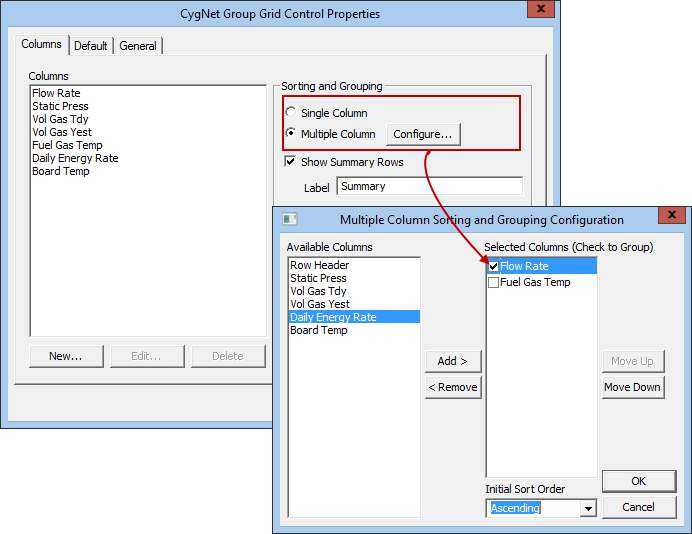 CygNet Group Grid Control Properties
X
Columns Default General
Columns
Flow Rate
Static Press
Vol Gas Tdy
Vol Gas Yest
Fuel Gas Temp
Daily Energy Rate
Board Temp
New... Edit... Delete
Sorting and Grouping
Single Column
Multiple Column Configure...
Show Summary Rows
Label Summary
Multiple Column Sorting and Grouping Configuration
X
Available Columns
Row Header
Static Press
Vol Gas Tdy
Vol Gas Yest
Daily Energy Rate
Board Temp
Add >
< Remove
Selected Columns (Check to Group)
Flow Rate
Fuel Gas Temp
Move Up
Move Down
Initial Sort Order
Ascending
OK
Cancel